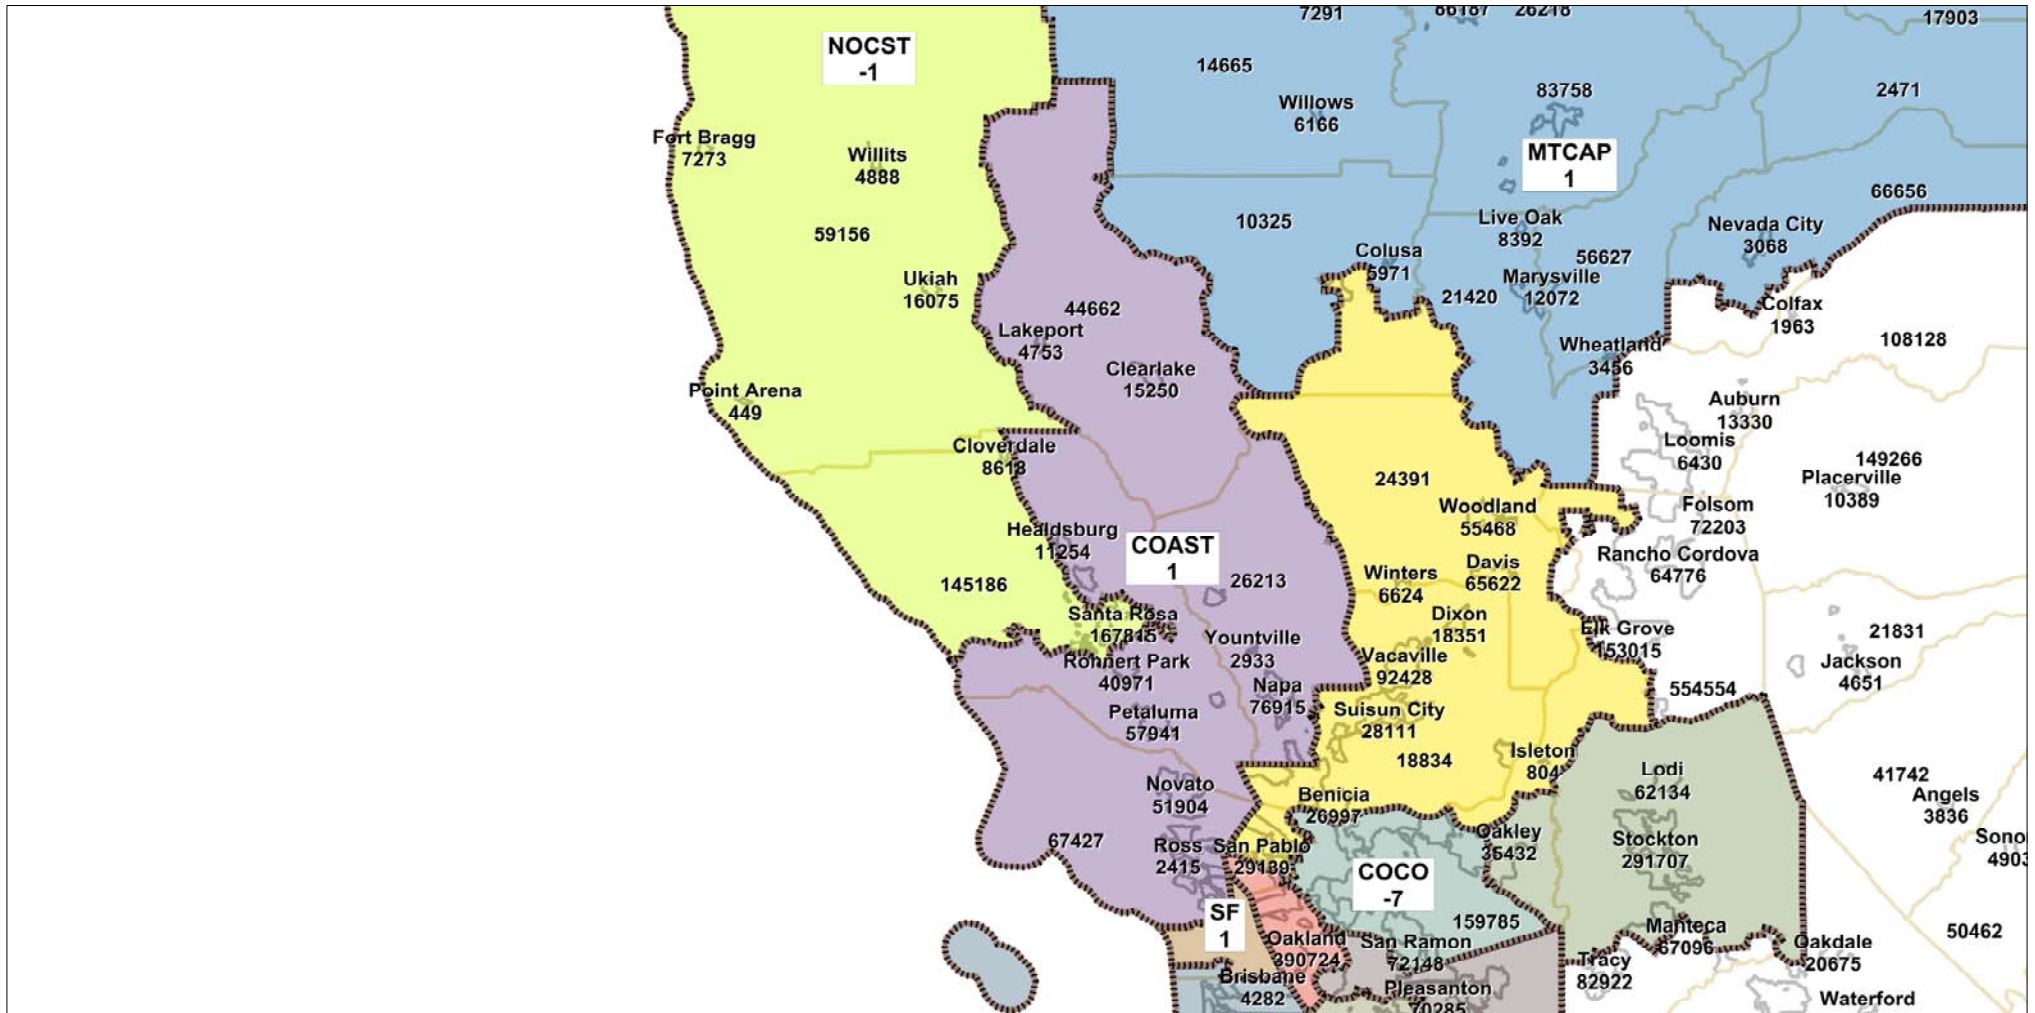 7291
86187
26218
17903
NOCST
-1
14665
83758
2471
Willows
6166
Fort Bragg
7273
Willits
4888
MTCAP
1
66656
59156
10325
Live Oak
8392
Nevada City
3068
Colusa
5971
56627
Ukiah
16075
Marysville
12072
21420
44662
Colfax
1963
Lakeport
4753
Wheatland
3456
108128
Clearlake
15250
Point Arena
449
Auburn
13330
Cloverdale
8618
Loomis
6430
149266
Placerville
10389
24391
Woodland
55468
Folsom
72203
Healdsburg
11254
COAST
1
Rancho Cordova
64776
145186
26213
Winters
6624
Davis
65622
Santa Rosa
167815
Dixon
18351
Elk Grove
153015
21831
Yountville
2933
Rohnert Park
40971
Vacaville
92428
Jackson
4651
Napa
76915
554554
Petaluma
57941
Suisun City
28111
18834
Isleton
804
Lodi
62134
41742
Angels
3836
Novato
51904
Benicia
26997
67427
Ross
2415
San Pablo
29139
Oakley
35432
Stockton
291707
Sono
4903
COCO
-7
SF
1
159785
Manteca
67096
50462
Oakland
390724
San Ramon
72148
Tracy
82922
Oakdale
20675
Brisbane
4282
Pleasanton
70285
Waterford